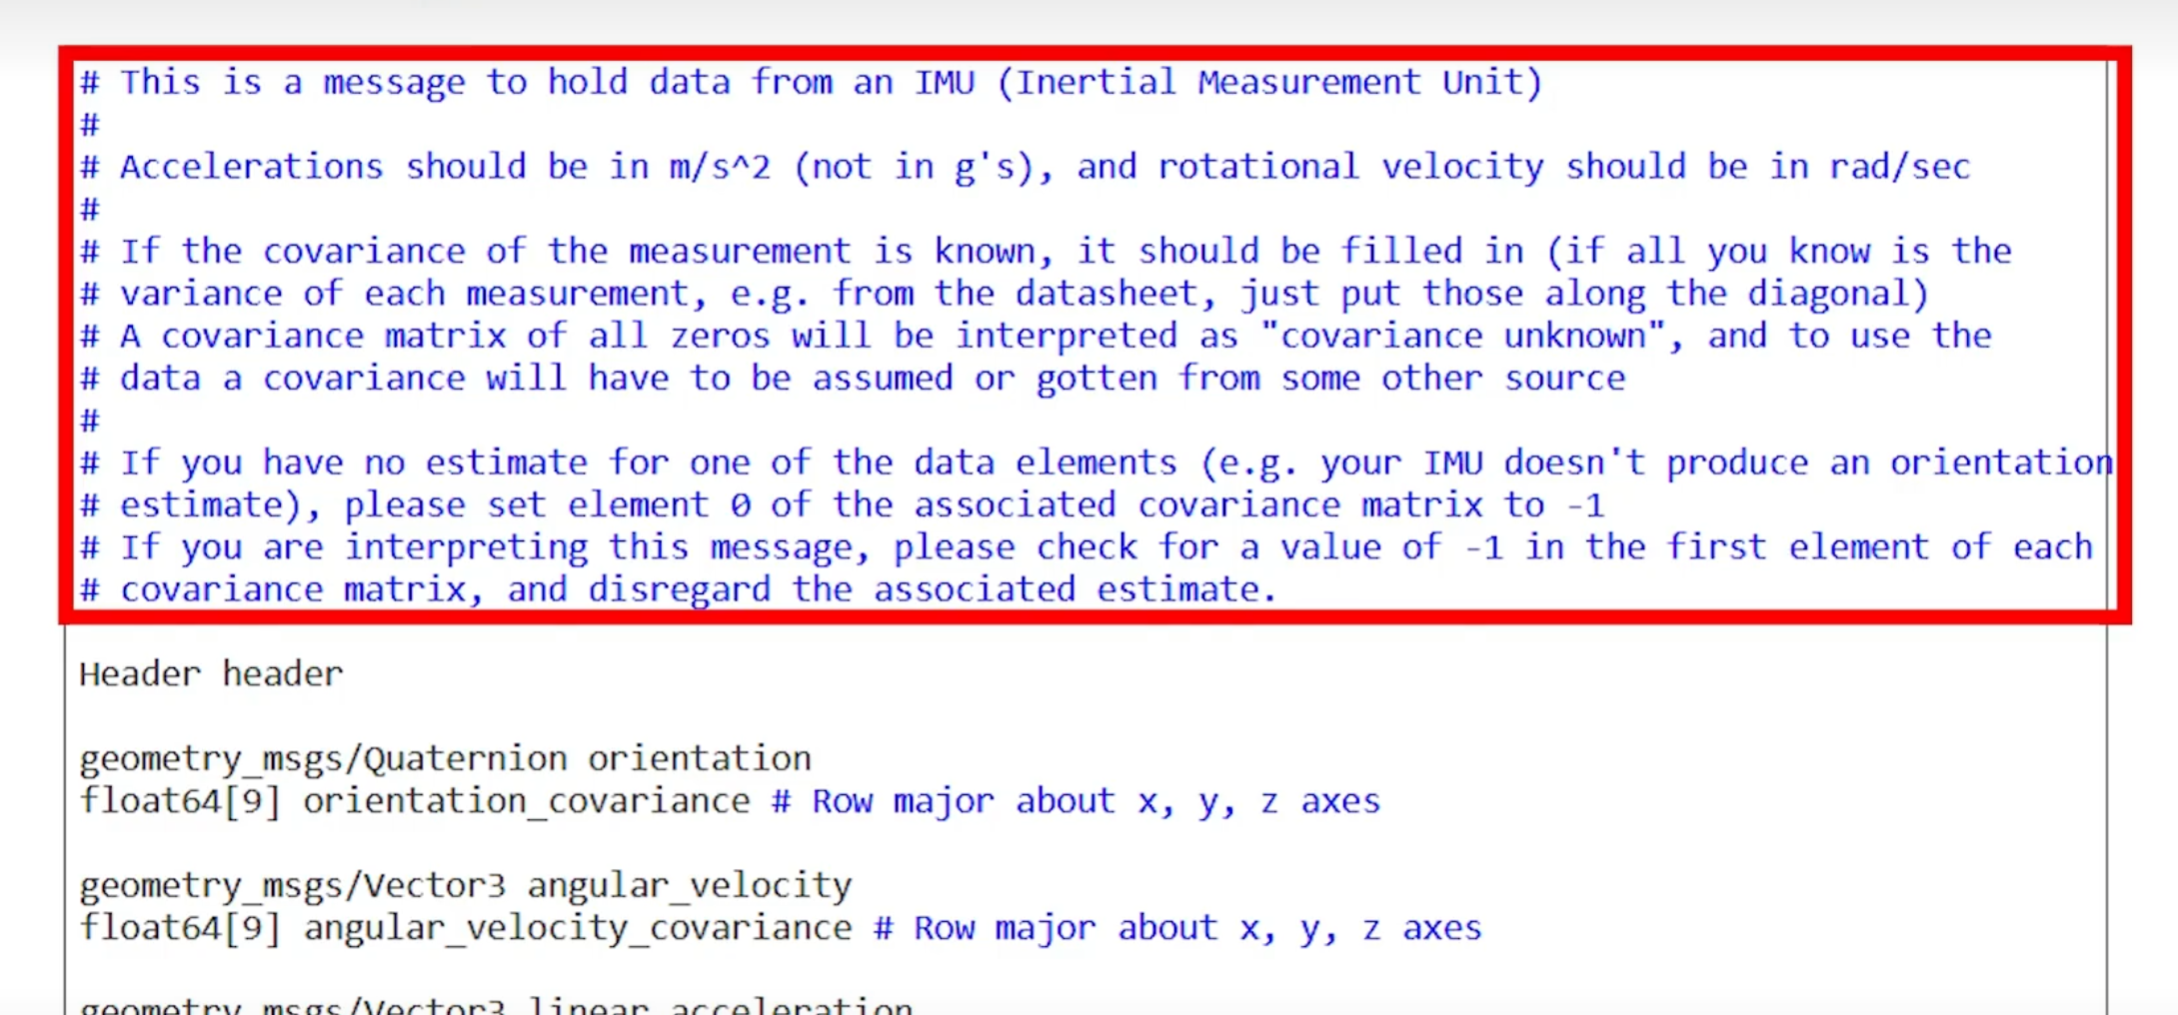 # This is a message to hold data from an IMU (Inertial Measurement Unit)
#
# Accelerations should be in m/s^2 (not in g's), and rotational velocity should be in rad/sec
#
# If the covariance of the measurement is known, it should be filled in (if all you know is the
# variance of each measurement, e.g. from the datasheet, just put those along the diagonal)
# A covariance matrix of all zeros will be interpreted as "covariance unknown", and to use the
# data a covariance will have to be assumed or gotten from some other source
#
# If you have no estimate for one of the data elements (e.g. your IMU doesn't produce an orientation
# estimate), please set element 0 of the associated covariance matrix to -1
# If you are interpreting this message, please check for a value of -1 in the first element of each
# covariance matrix, and disregard the associated estimate.
Header header
geometry_msgs/Quaternion orientation
float64[9] orientation_covariance # Row major about x, y, z axes
geometry_msgs/Vector3 angular_velocity
float64[9] angular_velocity_covariance # Row major about x, y, z axes
geometry_msgs/Vector3 linear_acceleration